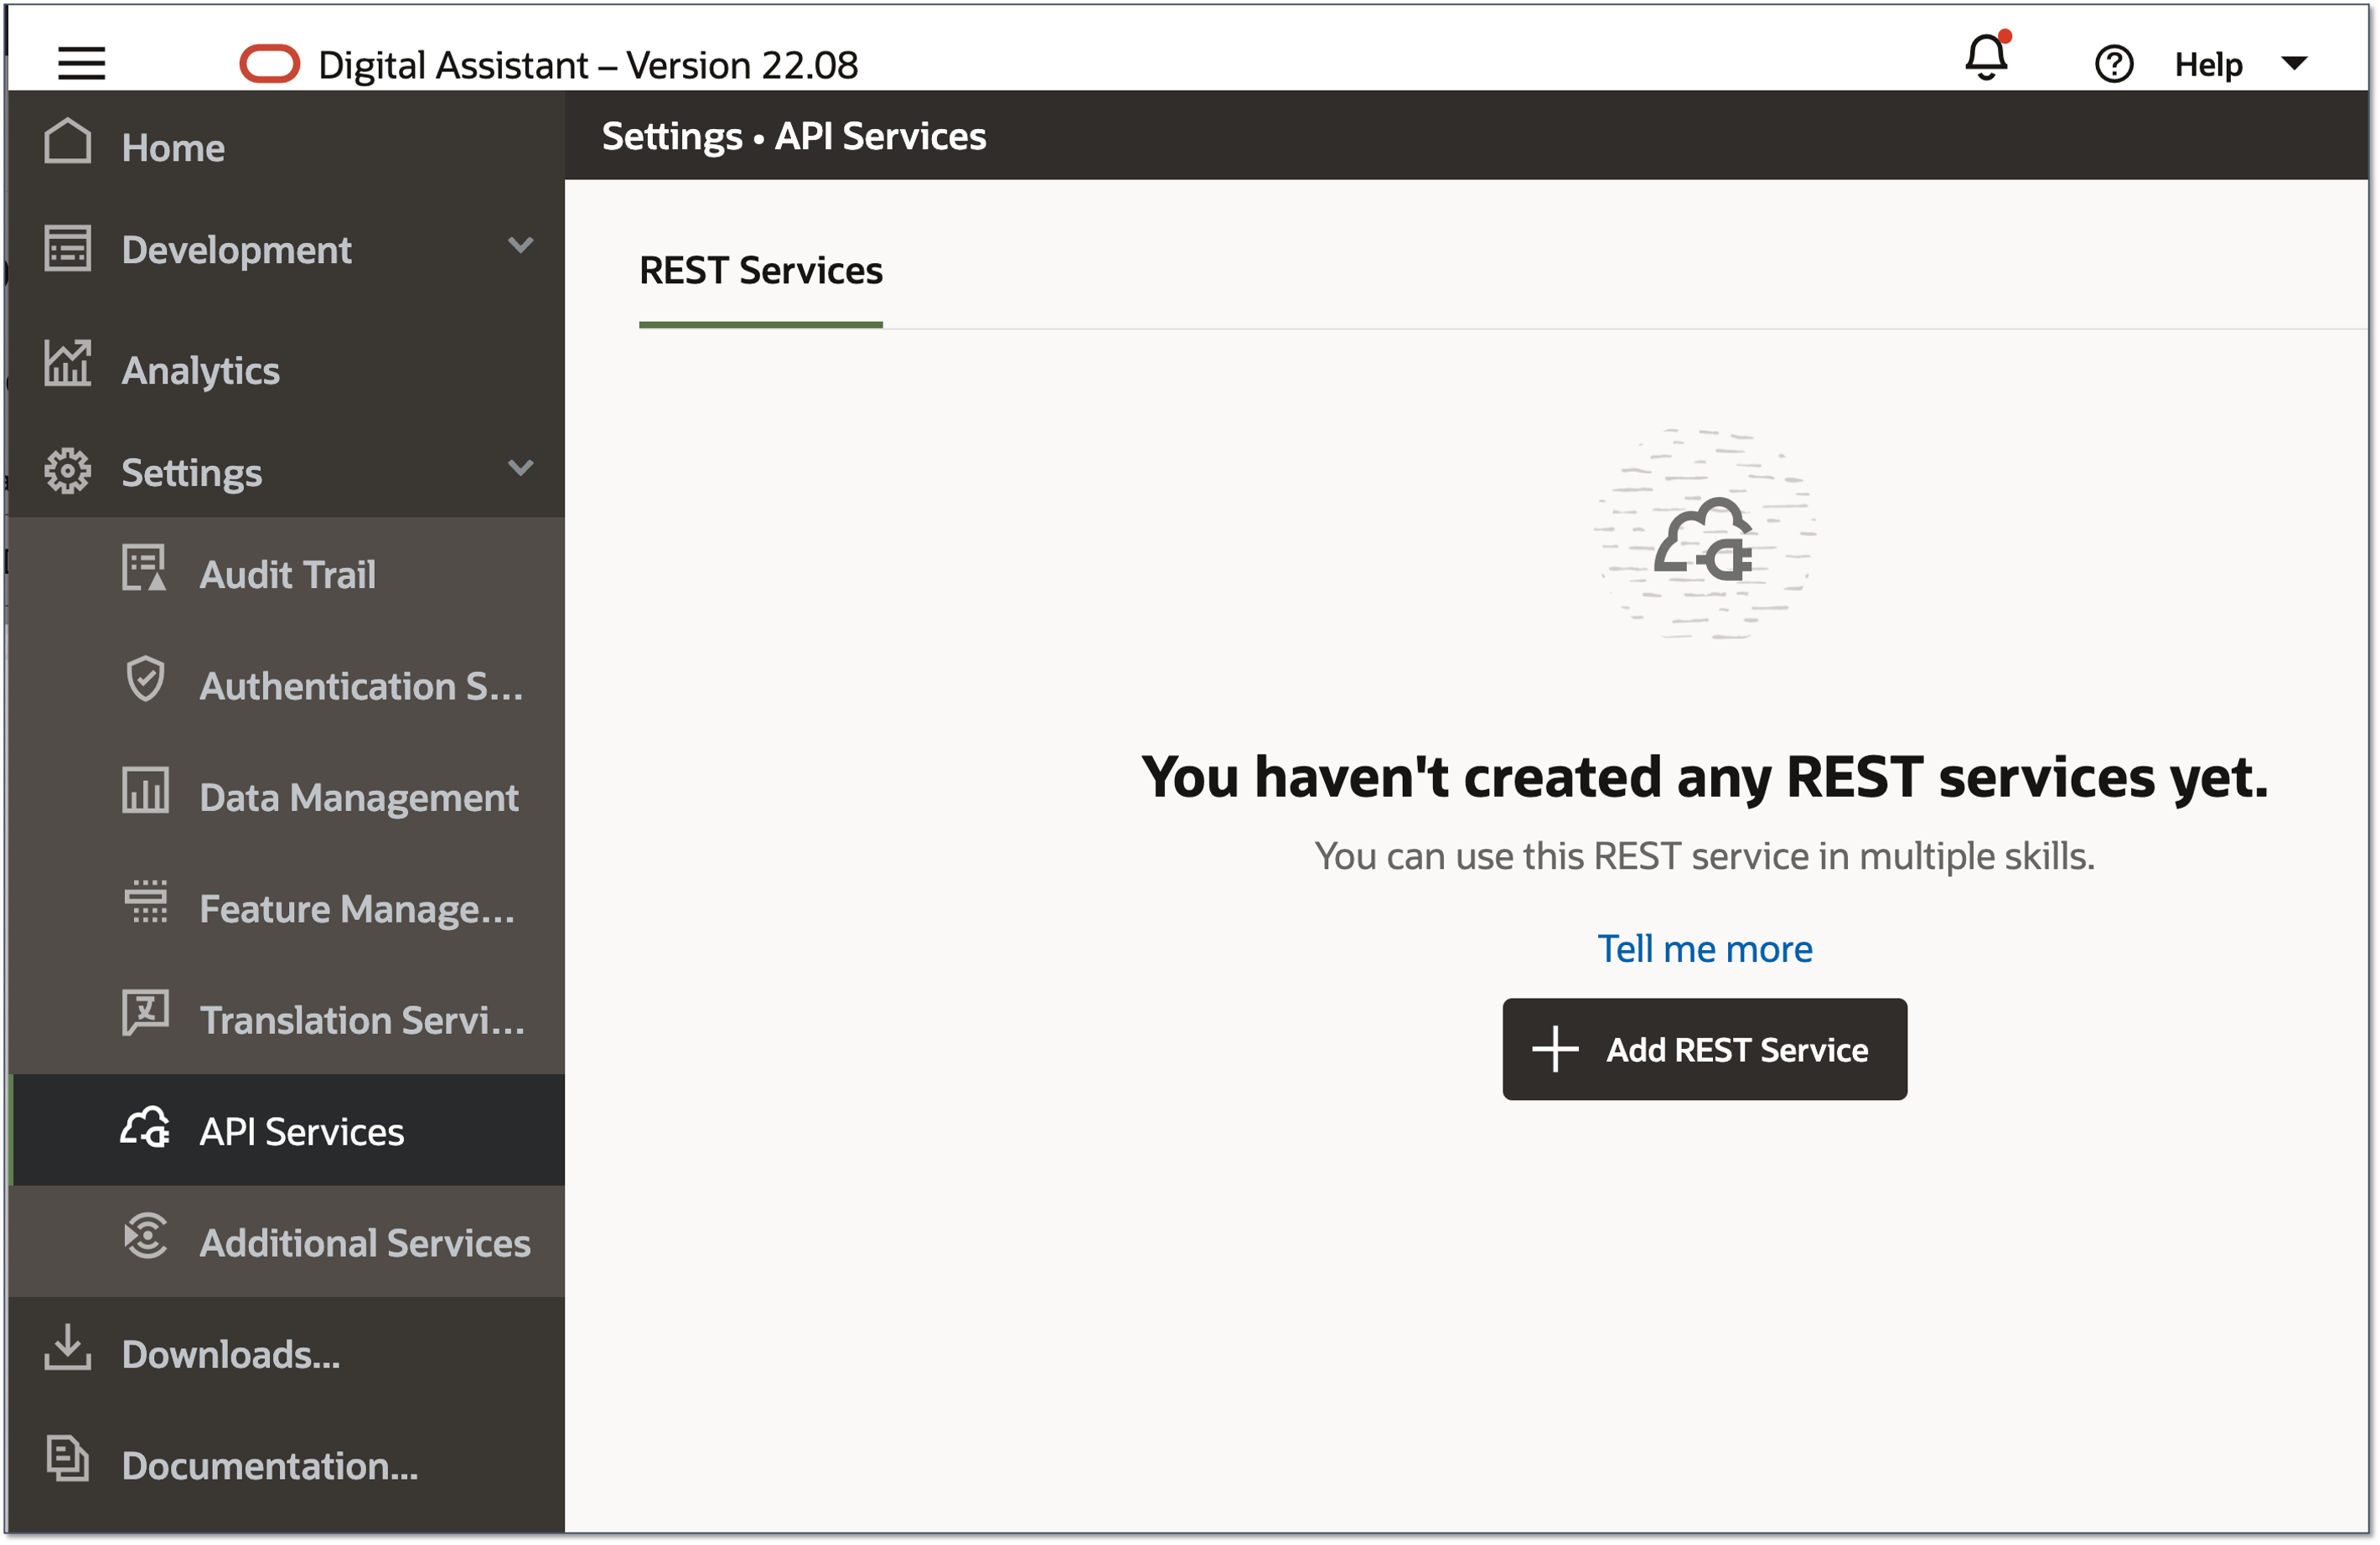 Digital Assistant – Version 22.08
Help
Home
Development
Analytics
Settings
Audit Trail
Authentication S...
Data Management
Feature Manage...
Translation Servi...
API Services
Additional Services
Downloads...
Documentation...
Settings • API Services
REST Services
You haven't created any REST services yet.
You can use this REST service in multiple skills.
Tell me more
Add REST Service